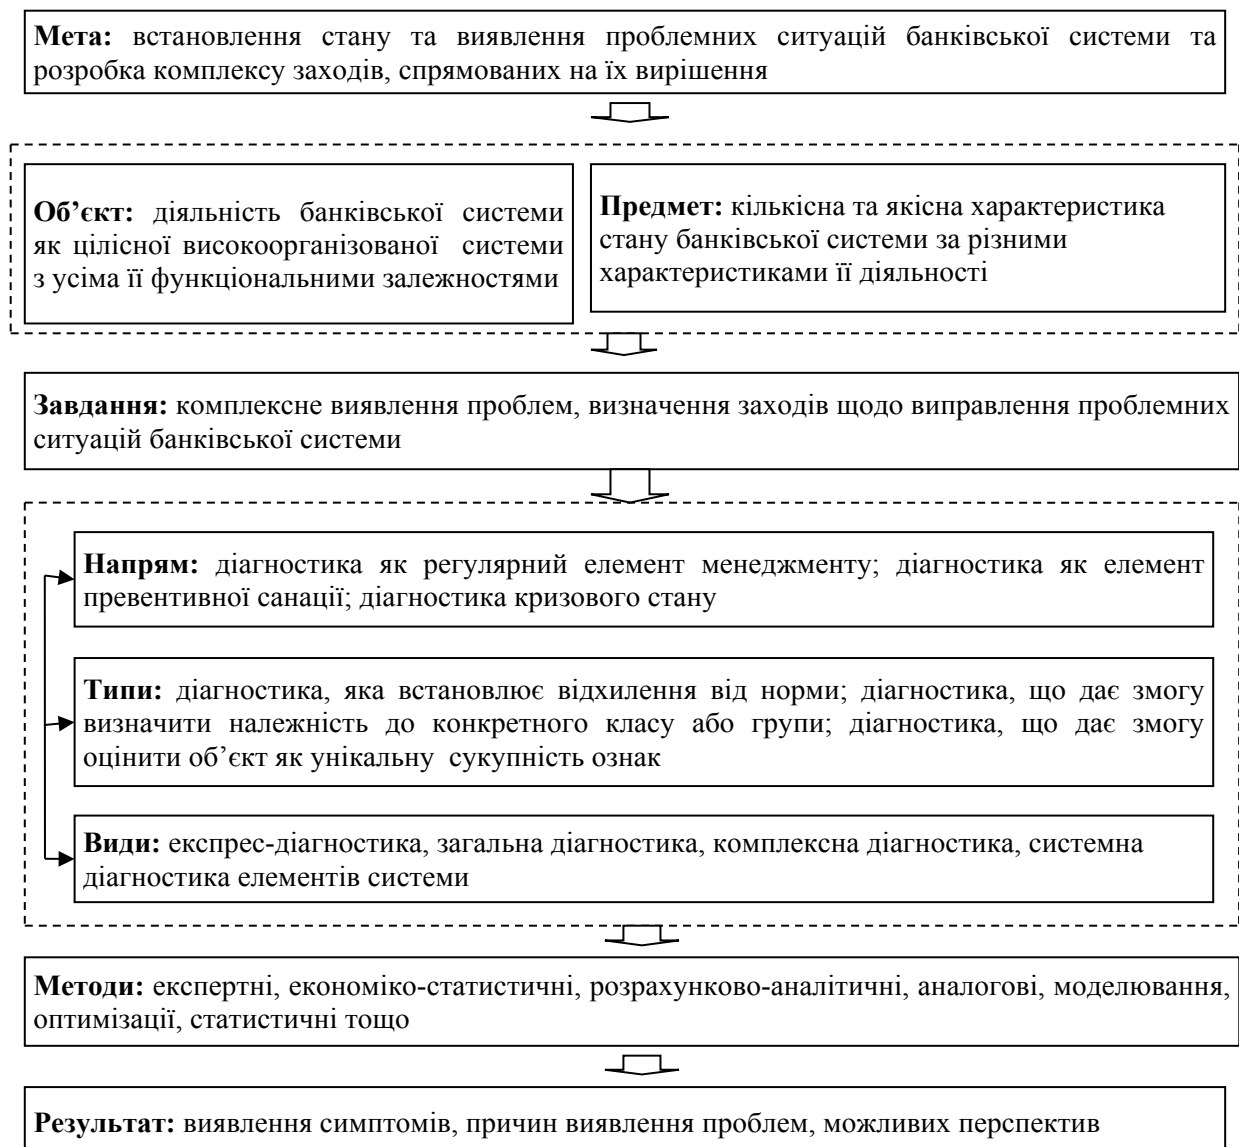 Мета: встановлення стану та виявлення проблемних ситуацій банківської системи та
розробка комплексу заходів, спрямованих на їх вирішення
Об’єкт: діяльність банківської системи
як цілісної високоорганізованої системи
з усіма її функціональними залежностями
Предмет: кількісна та якісна характеристика
стану банківської системи за різними
характеристиками її діяльності
Завдання: комплексне виявлення проблем, визначення заходів щодо виправлення проблемних
ситуацій банківської системи
Напрям: діагностика як регулярний елемент менеджменту; діагностика як елемент
превентивної санації; діагностика кризового стану
Типи: діагностика, яка встановлює відхилення від норми; діагностика, що дає змогу
визначити належність до конкретного класу або групи; діагностика, що дає змогу
оцінити об’єкт як унікальну сукупність ознак
Види: експрес-діагностика, загальна діагностика, комплексна діагностика, системна
діагностика елементів системи
Методи: експертні, економіко-статистичні, розрахунково-аналітичні, аналогові, моделювання,
оптимізації, статистичні тощо
Результат: виявлення симптомів, причин виявлення проблем, можливих перспектив